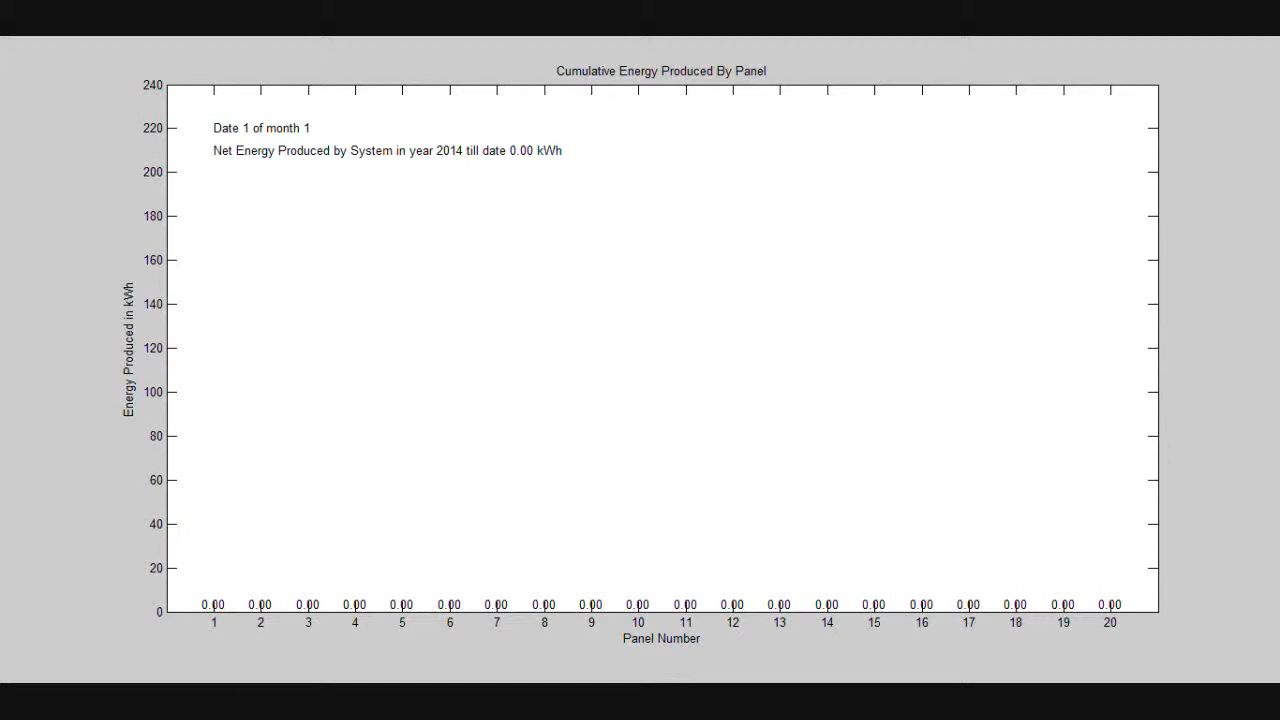 Cumulative Energy Produced By Panel
240
220
200
180
160
140
120
100
80
60
40
20
0
Energy Produced in kWh
Date 1 of month 1
Net Energy Produced by System in year 2014 till date 0.00 kWh
0.00 0.00 0.00 0.00 0.00 0.00 0.00 0.00 0.00 0.00 0.00 0.00 0.00 0.00 0.00 0.00 0.00 0.00 0.00 0.00
1 2 3 4 5 6 7 8 9 10 11 12 13 14 15 16 17 18 19 20
Panel Number